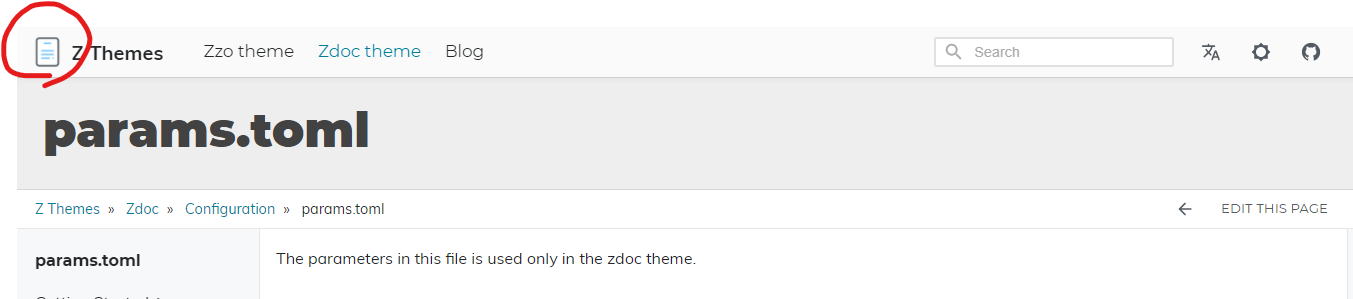 Z Themes Zzo theme Zdoc theme Blog Search
params.toml
Z Themes » Zdoc » Configuration » params.toml EDIT THIS PAGE
params.toml
The parameters in this file is used only in the zdoc theme.